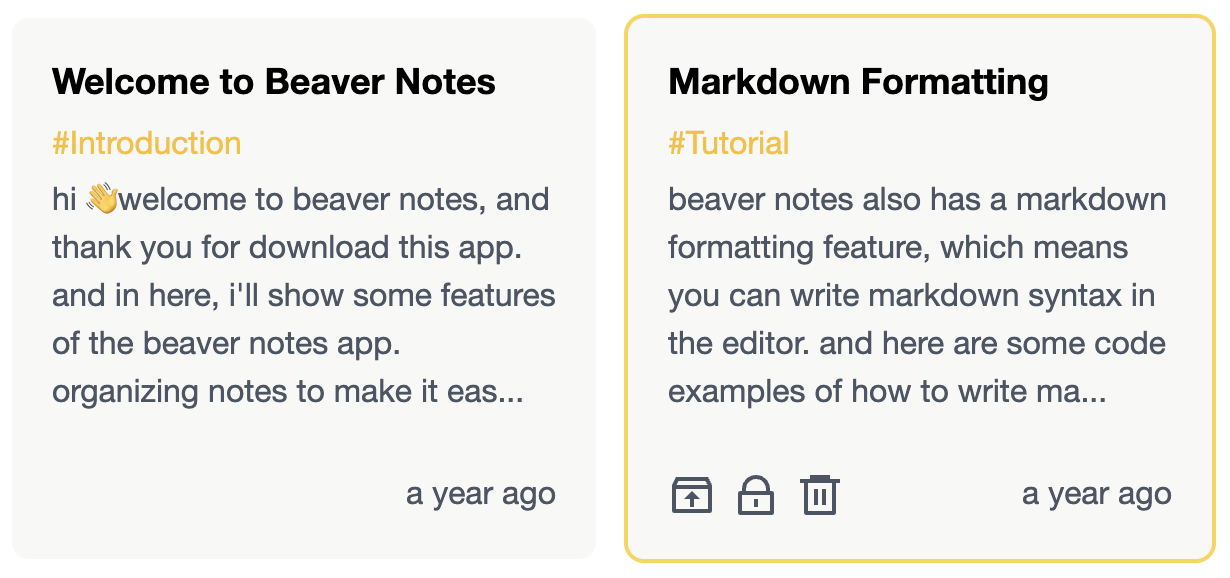 Welcome to Beaver Notes
#Introduction
hi 👋welcome to beaver notes, and
thank you for download this app.
and in here, i'll show some features
of the beaver notes app.
organizing notes to make it eas...
a year ago
Markdown Formatting
#Tutorial
beaver notes also has a markdown
formatting feature, which means
you can write markdown syntax in
the editor. and here are some code
examples of how to write ma...
a year ago